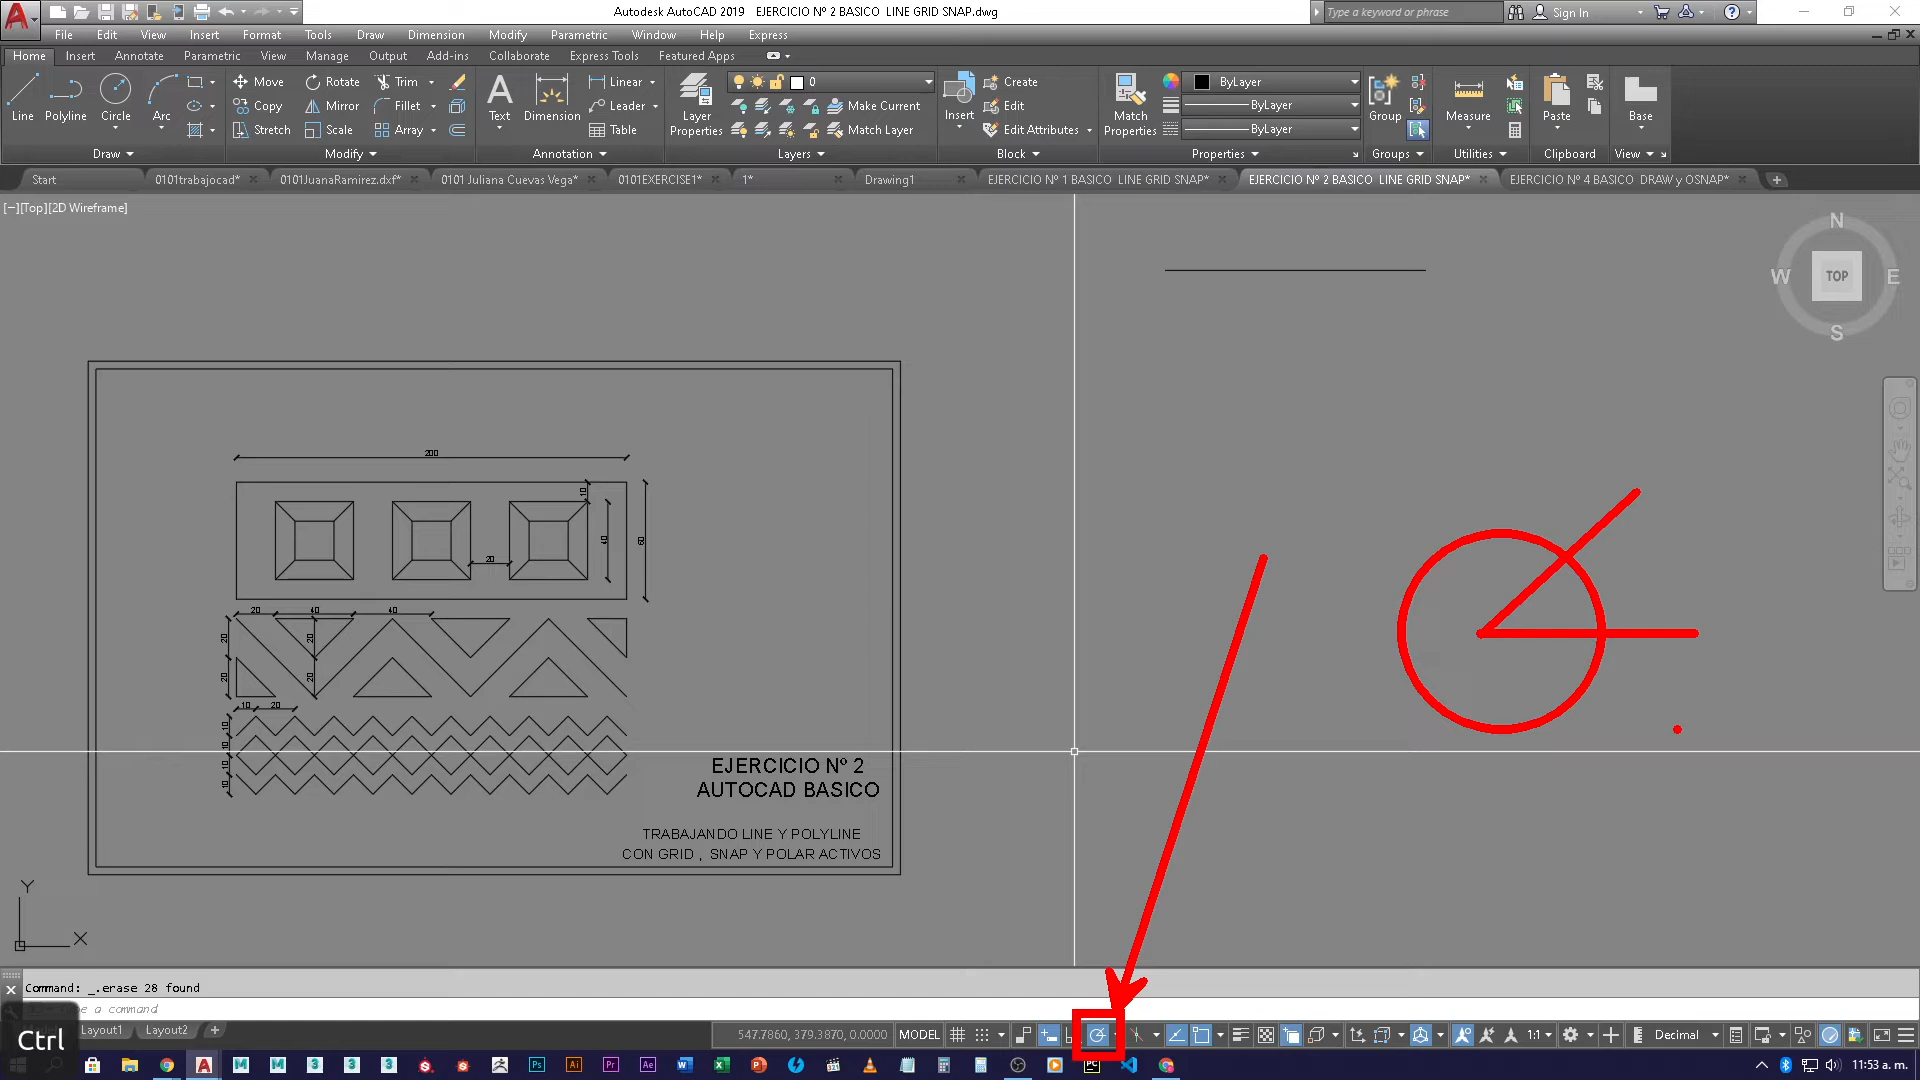 Autodesk AutoCAD 2019 EJERCICIO Nº 2 BASICO LINE GRID SNAP.dwg
Type a keyword or phrase
Sign In
File Edit View Insert Format Tools Draw Dimension Modify Parametric Window Help Express
Home Insert Annotate Parametric View Manage Output Add-ins Collaborate Express Tools Featured Apps
Line Polyline Circle Arc
Move Rotate Trim
Copy Mirror Fillet
Stretch Scale Array
Text Dimension
Linear
Leader
Table
Layer Properties
0
Make Current
Match Layer
Insert
Create
Edit
Edit Attributes
Match Properties
ByLayer
ByLayer
ByLayer
Group
Measure
Paste
Base
Draw Modify Annotation Layers Block Properties Groups Utilities Clipboard View
Start 0101trabajocad* 0101JuanaRamirez.dxf* 0101 Juliana Cuevas Vega* 0101EXERCISE1* 1* Drawing1 EJERCICIO Nº 1 BASICO LINE GRID SNAP* EJERCICIO Nº 2 BASICO LINE GRID SNAP* EJERCICIO Nº 4 BASICO DRAW y OSNAP*
[−][Top][2D Wireframe]
N
W TOP E
S
200
10
40
60
20
20 40 40
20
20
20
20
10 20
10
10
10
10
EJERCICIO Nº 2
AUTOCAD BASICO
TRABAJANDO LINE Y POLYLINE
CON GRID , SNAP Y POLAR ACTIVOS
Y
X
Command: _.erase 28 found
a command
Layout1 Layout2
Ctrl
547.7860, 379.3870, 0.0000 MODEL
1:1
Decimal
11:53 a. m.